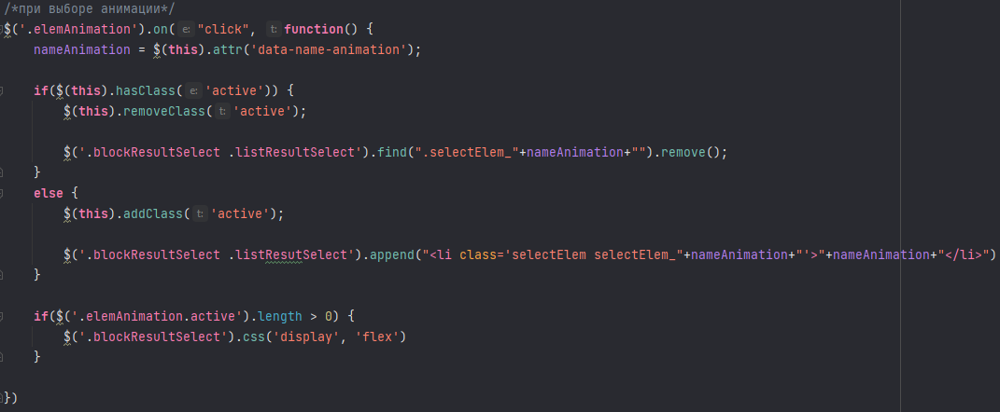 /*при выборе анимации*/
$('.elemAnimation').on( e: "click", t: function() {
nameAnimation = $(this).attr('data-name-animation');
if($(this).hasClass( e: 'active')) {
$(this).removeClass( t: 'active');
$('.blockResultSelect .listResultSelect').find(".selectElem_"+nameAnimation+"").remove();
}
else {
$(this).addClass( t: 'active');
$('.blockResultSelect .listResutSelect').append("<li class='selectElem selectElem_"+nameAnimation+"'>"+nameAnimation+"</li>")
}
if($('.elemAnimation.active').length > 0) {
$('.blockResultSelect').css('display', 'flex')
}
})